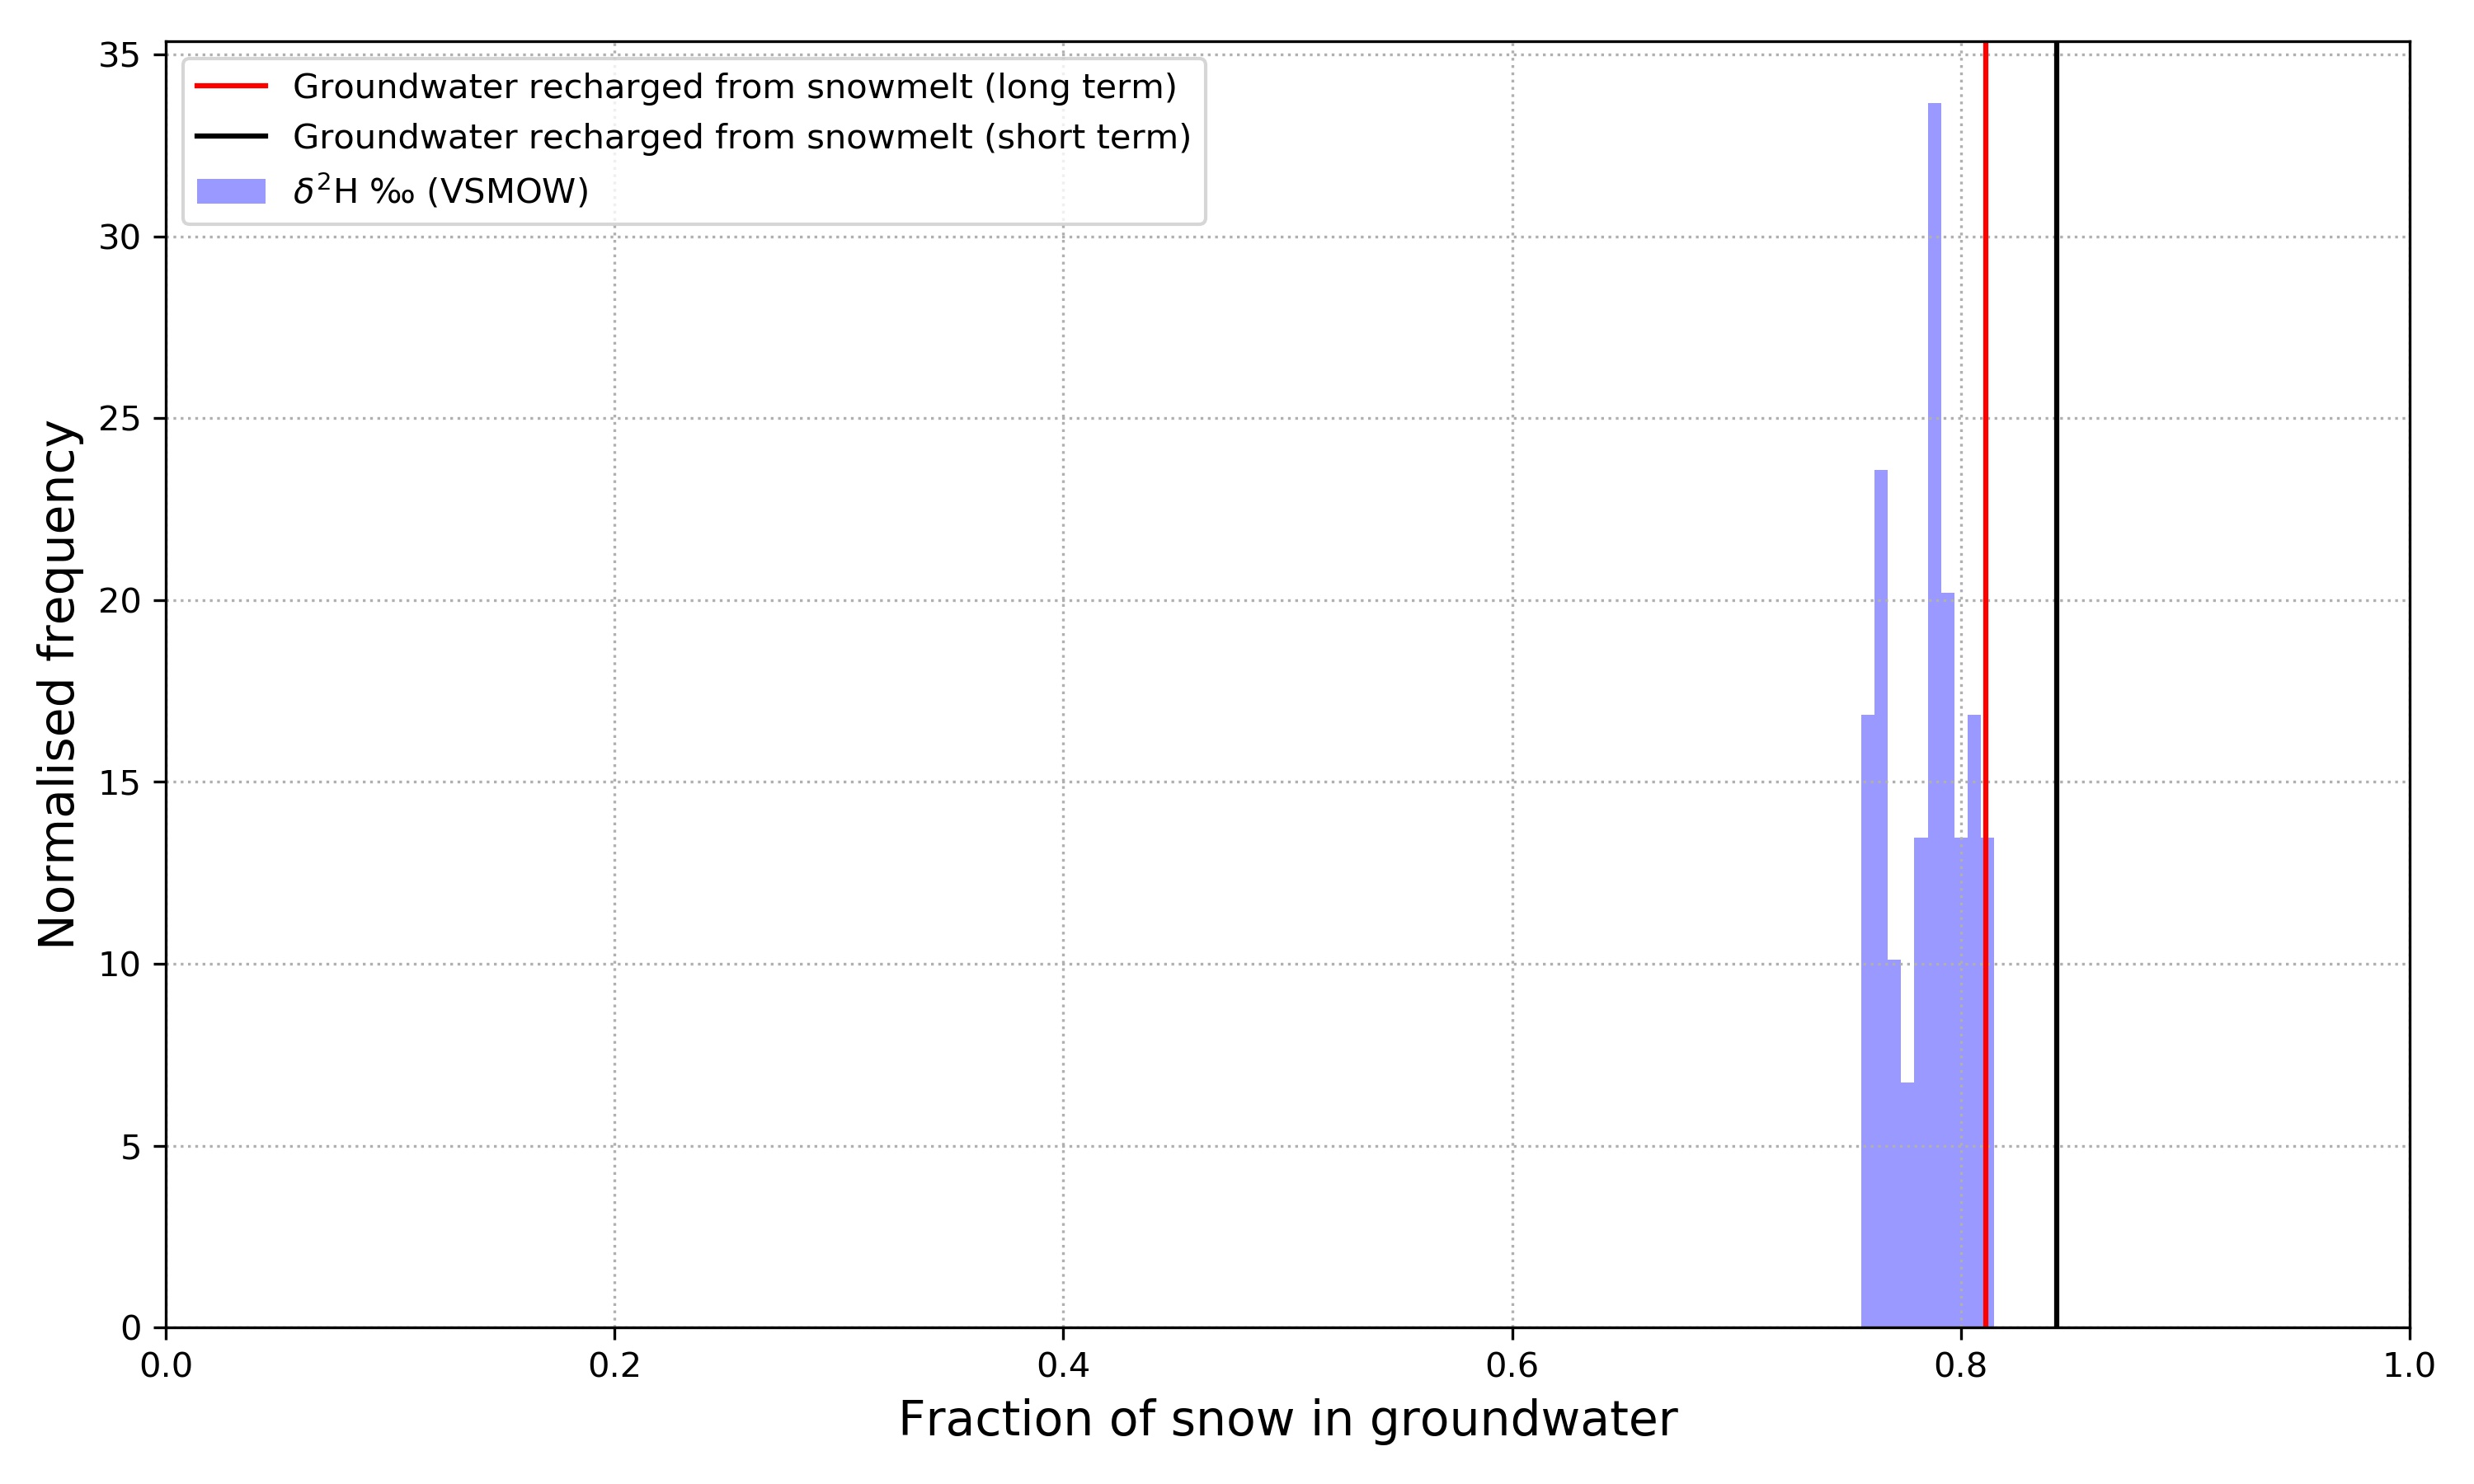 35
Groundwater recharged from snowmelt (long term)
Groundwater recharged from snowmelt (short term)
δ²H ‰ (VSMOW)
30
25
20
15
10
5
0
Normalised frequency
0.0 0.2 0.4 0.6 0.8 1.0
Fraction of snow in groundwater